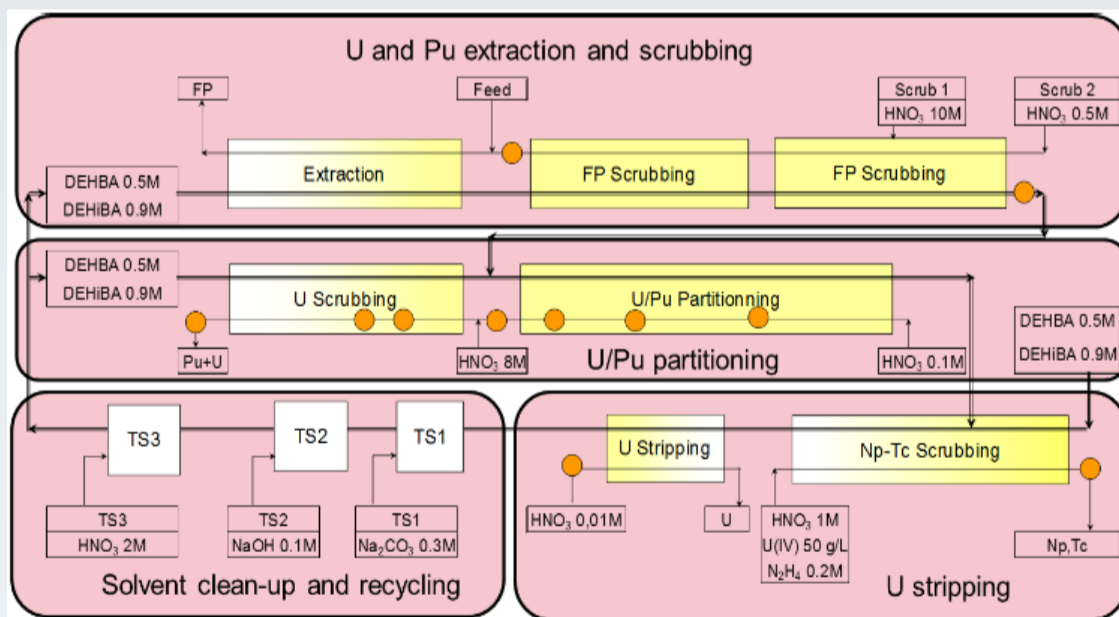 U and Pu extraction and scrubbing
FP
Feed
Scrub 1
HNO₃ 10M
Scrub 2
HNO₃ 0.5M
Extraction
FP Scrubbing
FP Scrubbing
DEHBA 0.5M
DEHiBA 0.9M
DEHBA 0.5M
DEHiBA 0.9M
U Scrubbing
U/Pu Partitionning
Pu+U
HNO₃ 8M
HNO₃ 0.1M
U/Pu partitioning
DEHBA 0.5M
DEHiBA 0.9M
TS3
TS2
TS1
TS3
HNO₃ 2M
TS2
NaOH 0.1M
TS1
Na₂CO₃ 0.3M
Solvent clean-up and recycling
U Stripping
Np-Tc Scrubbing
HNO₃ 0,01M
U
HNO₃ 1M
U(IV) 50 g/L
N₂H₄ 0.2M
Np,Tc
U stripping